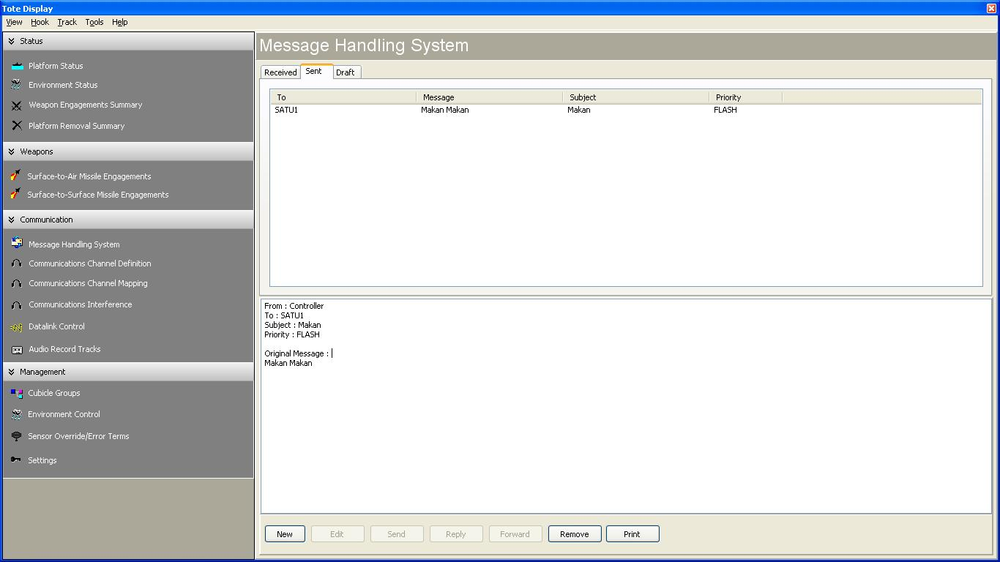 Tote Display
View Hook Track Tools Help
Status
Platform Status
Environment Status
Weapon Engagements Summary
Platform Removal Summary
Weapons
Surface-to-Air Missile Engagements
Surface-to-Surface Missile Engagements
Communication
Message Handling System
Communications Channel Definition
Communications Channel Mapping
Communications Interference
Datalink Control
Audio Record Tracks
Management
Cubicle Groups
Environment Control
Sensor Override/Error Terms
Settings
Message Handling System
Received Sent Draft
To Message Subject Priority
SATU1 Makan Makan Makan FLASH
From : Controller
To : SATU1
Subject : Makan
Priority : FLASH
Original Message :
Makan Makan
New Edit Send Reply Forward Remove Print